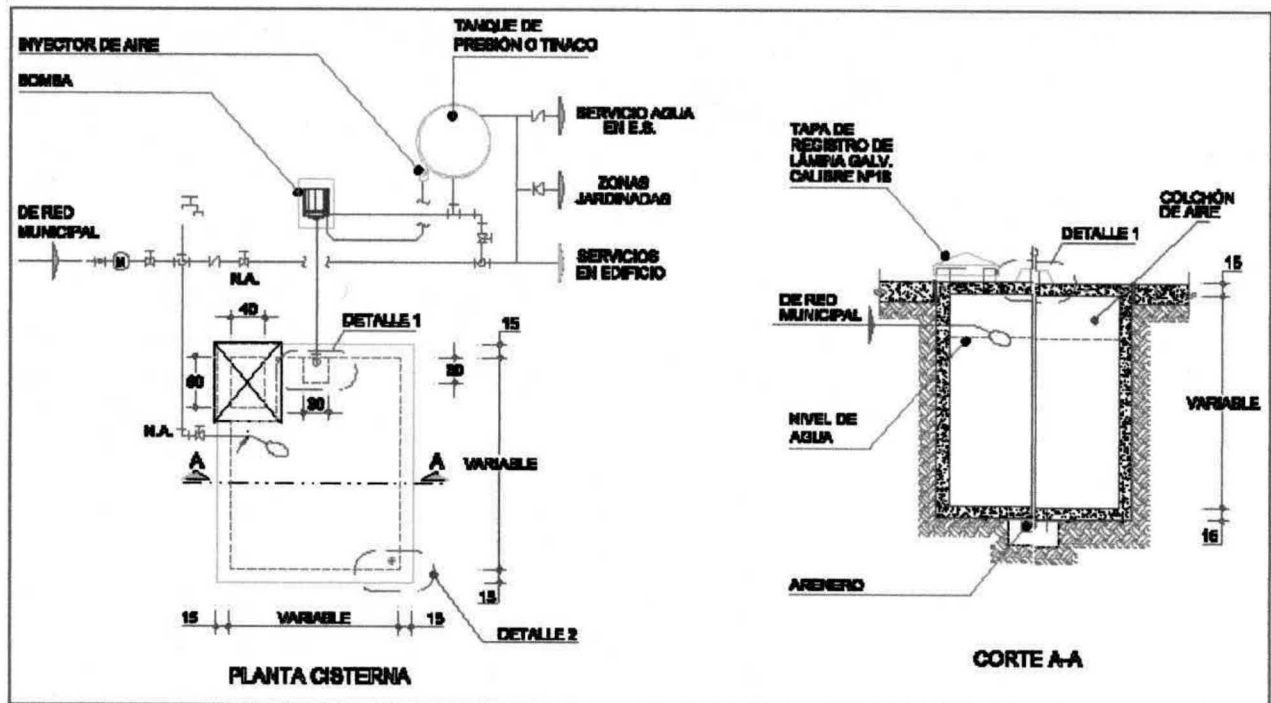 TANQUE DE
PRESIÓN O TINACO
INYECTOR DE AIRE
BOMBA
SERVICIO AGUA
EN E.S.
ZONAS
JARDINADAS
SERVICIOS
EN EDIFICIO
DE RED
MUNICIPAL
M
N.A.
40
DETALLE 1
15
60
30
N.A.
A
A
VARIABLE
15
15
VARIABLE
15
DETALLE 2
PLANTA CISTERNA
TAPA DE
REGISTRO DE
LÁMINA GALV.
CALIBRE Nº18
COLCHÓN
DE AIRE
DETALLE 1
15
DE RED
MUNICIPAL
VARIABLE
NIVEL DE
AGUA
ARENERO
CORTE A-A